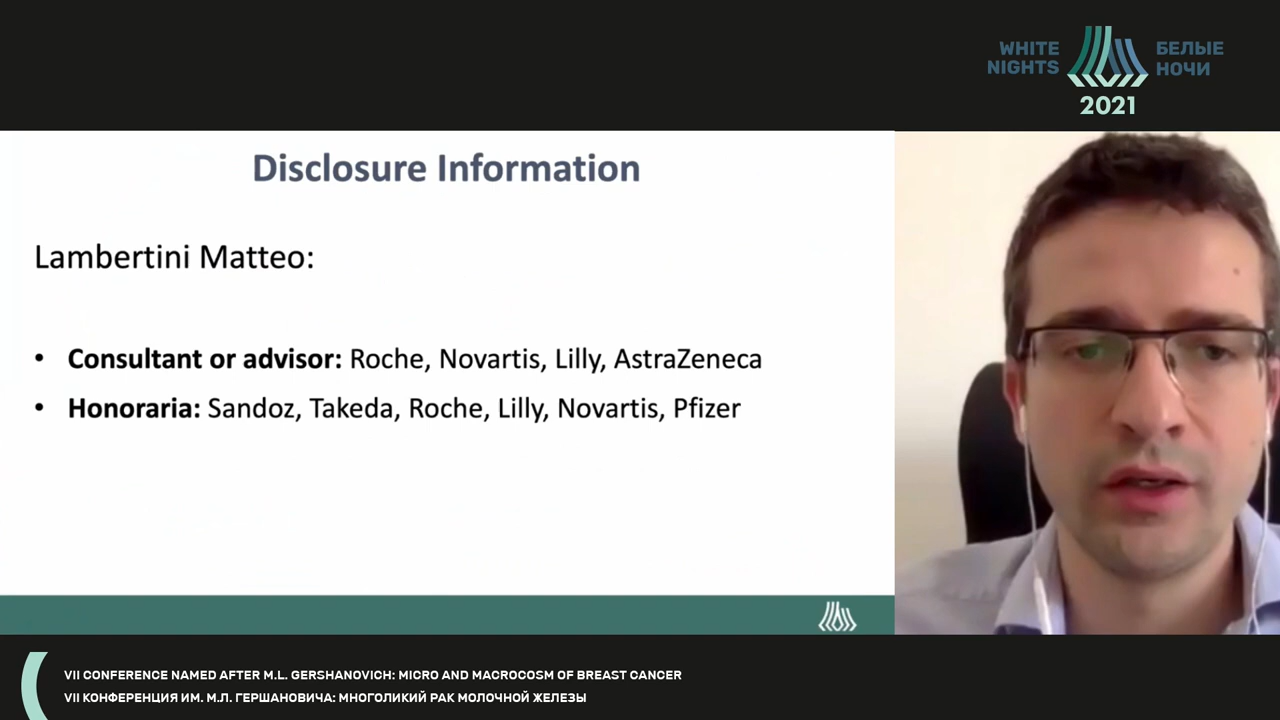 WHITE NIGHTS
БЕЛЫЕ НОЧИ
2021
Disclosure Information
Lambertini Matteo:
• Consultant or advisor: Roche, Novartis, Lilly, AstraZeneca
• Honoraria: Sandoz, Takeda, Roche, Lilly, Novartis, Pfizer
VII CONFERENCE NAMED AFTER M.L. GERSHANOVICH: MICRO AND MACROCOSM OF BREAST CANCER
VII КОНФЕРЕНЦИЯ ИМ. М.Л. ГЕРШАНОВИЧА: МНОГОЛИКИЙ РАК МОЛОЧНОЙ ЖЕЛЕЗЫ